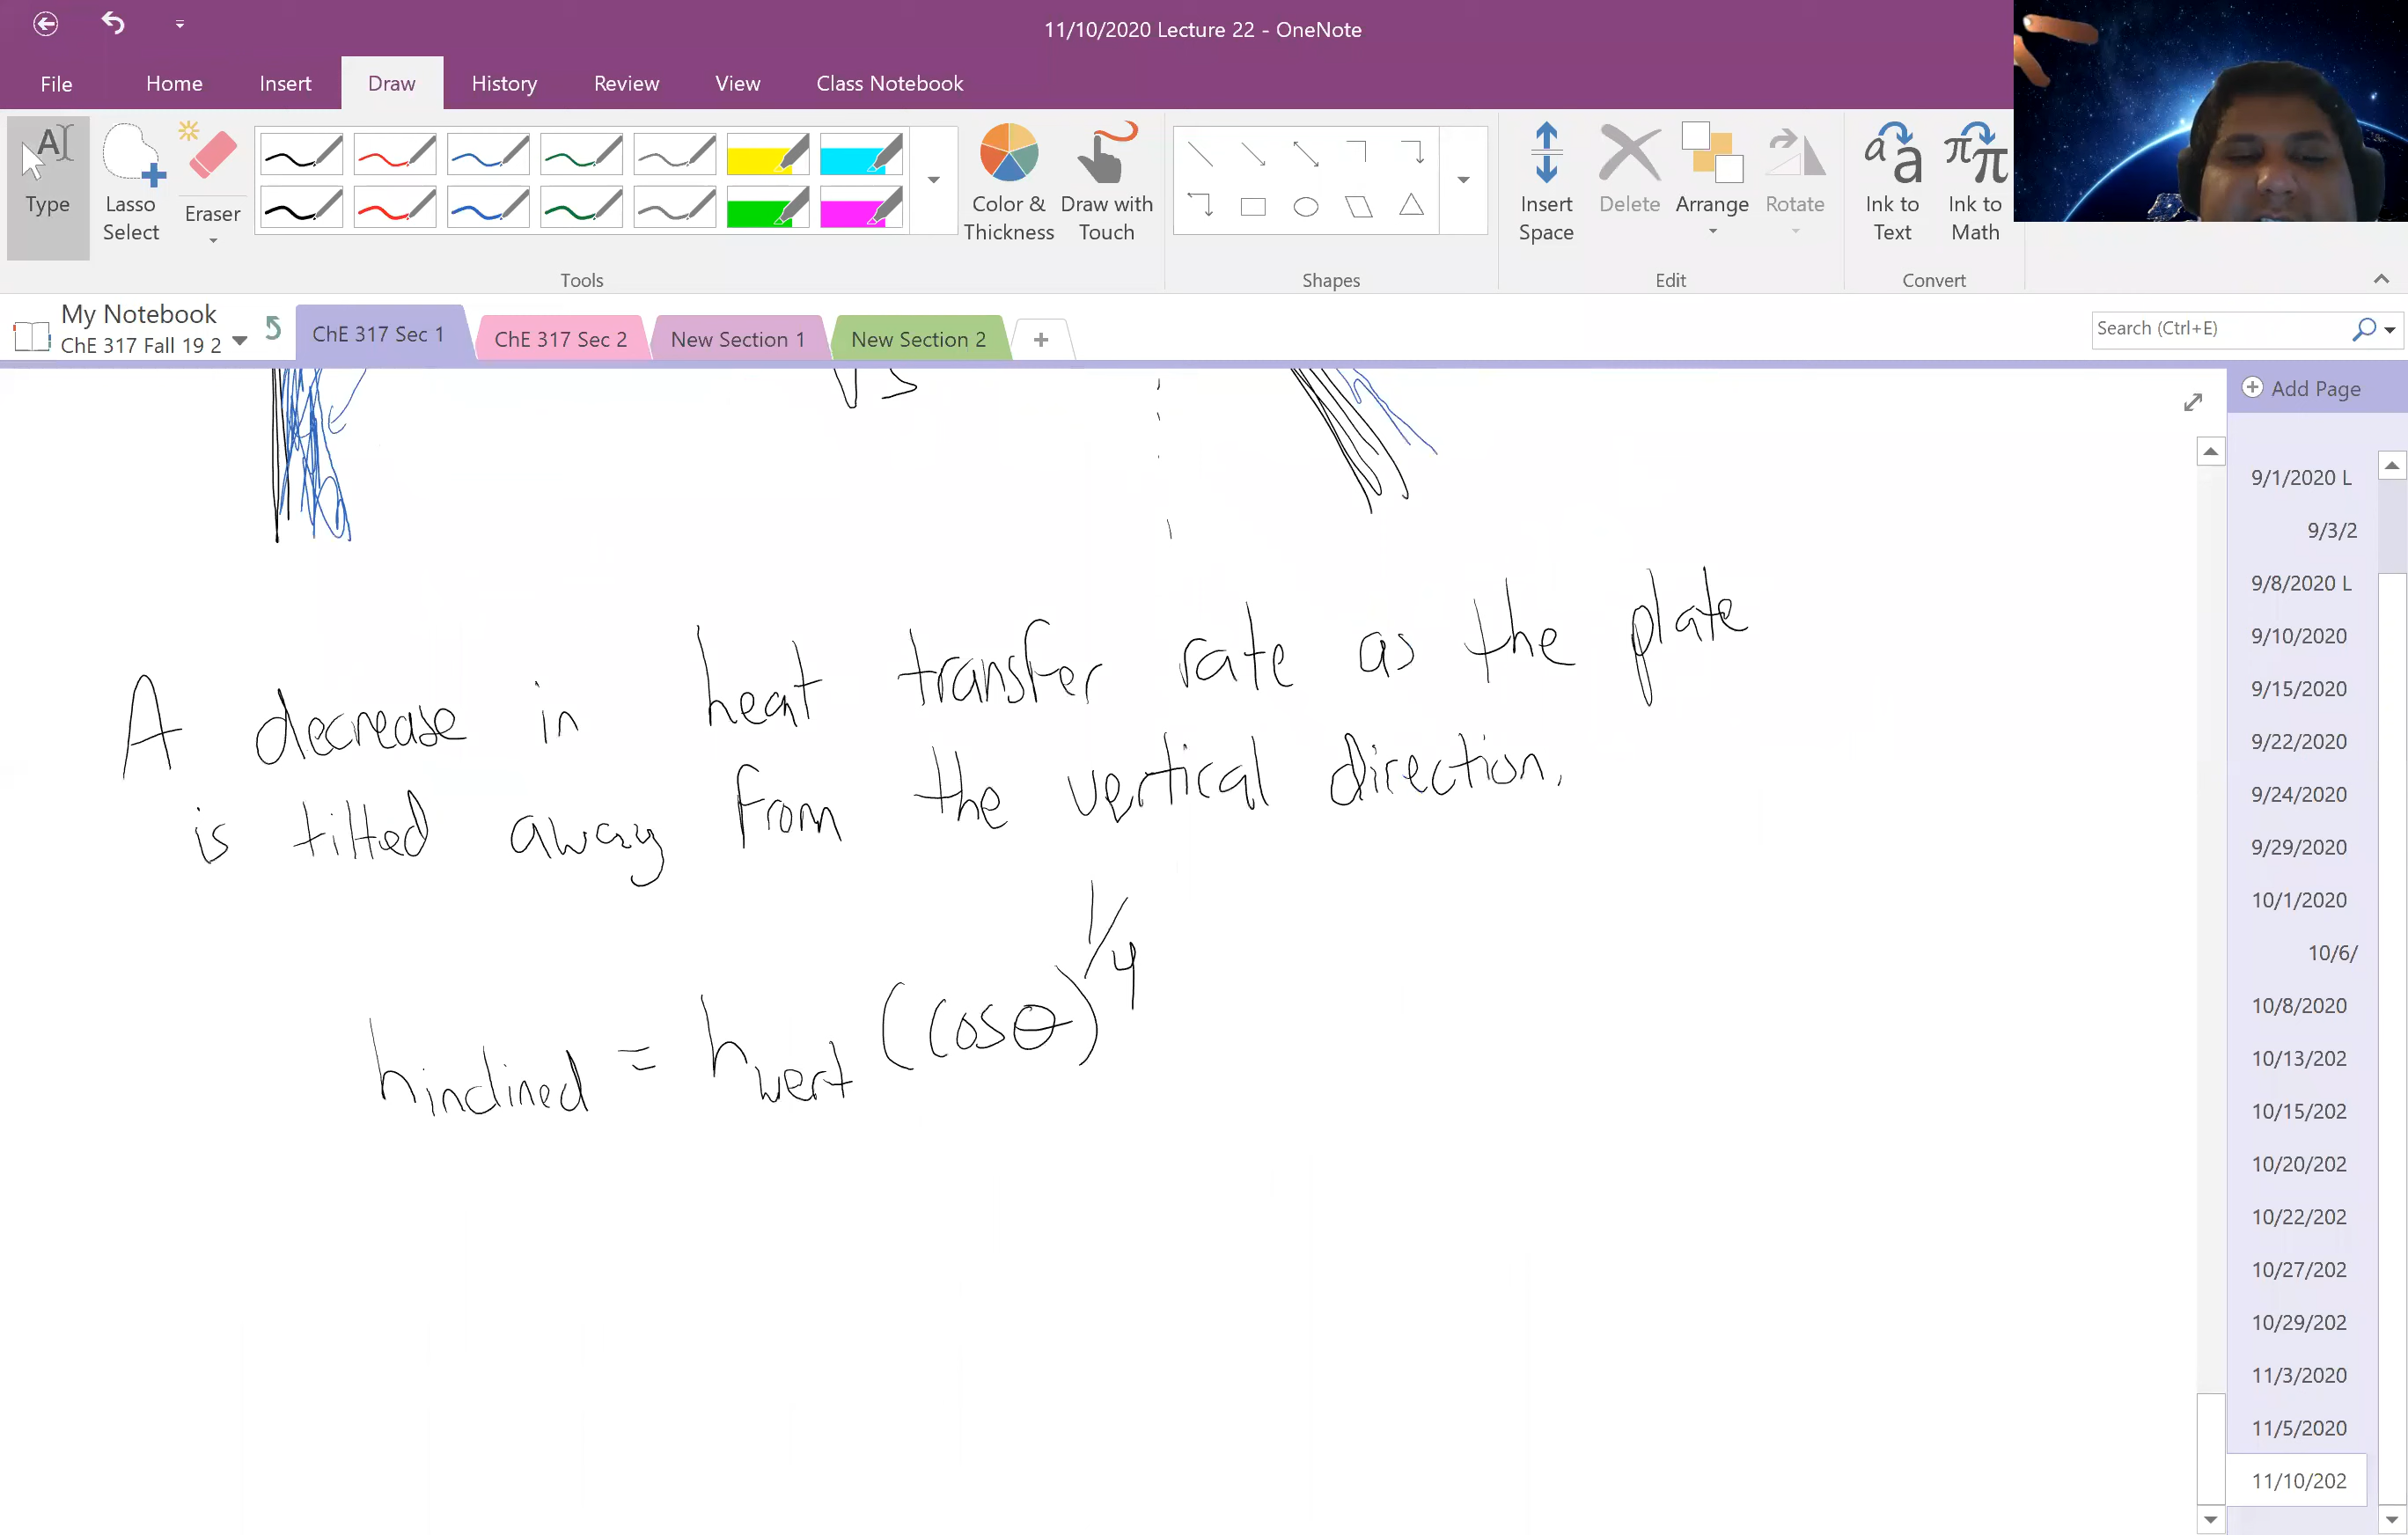 11/10/2020 Lecture 22 - OneNote
File Home Insert Draw History Review View Class Notebook
Type
Lasso Select
Eraser
Color & Thickness
Draw with Touch
Insert Space
Delete
Arrange
Rotate
Ink to Text
Ink to Math
Tools Shapes Edit Convert
My Notebook
ChE 317 Fall 19 2
ChE 317 Sec 1
ChE 317 Sec 2
New Section 1
New Section 2
Search (Ctrl+E)
Add Page
vs
A decrease in heat transfer rate as the plate
is tilted away from the vertical direction.
h inclined = h vert (cosθ)^1/4
9/1/2020 L
9/3/2
9/8/2020 L
9/10/2020
9/15/2020
9/22/2020
9/24/2020
9/29/2020
10/1/2020
10/6/
10/8/2020
10/13/202
10/15/202
10/20/202
10/22/202
10/27/202
10/29/202
11/3/2020
11/5/2020
11/10/202